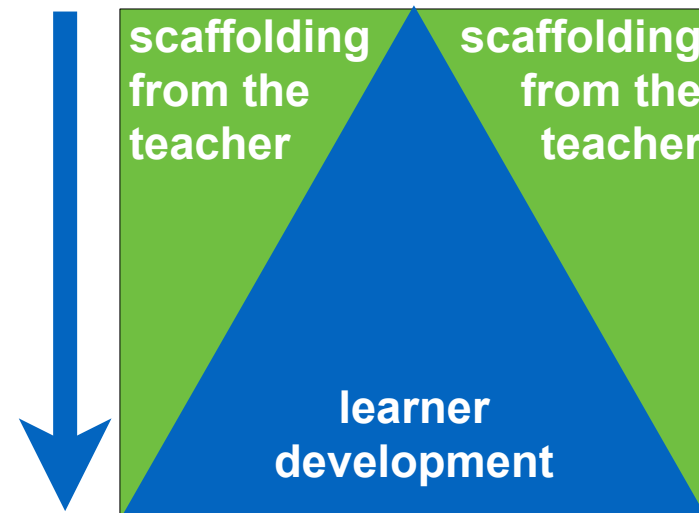 scaffolding
from the
teacher
scaffolding
from the
teacher
learner
development